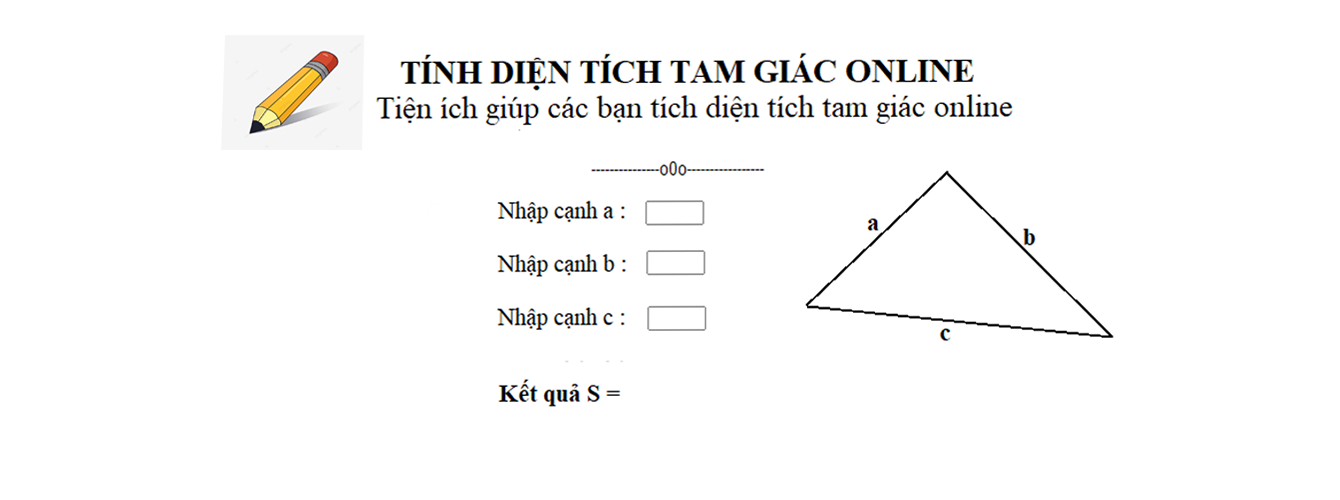 TÍNH DIỆN TÍCH TAM GIÁC ONLINE
Tiện ích giúp các bạn tích diện tích tam giác online
---------------o0o-----------------
Nhập cạnh a :
Nhập cạnh b :
Nhập cạnh c :
Kết quả S =
a
b
c